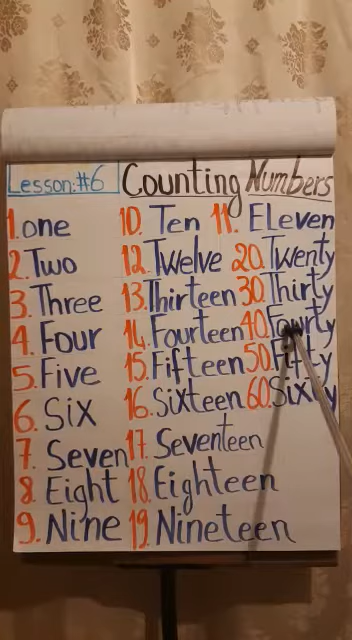 Lesson:#6 Counting Numbers
1. one 10. Ten 11. Eleven
2. Two 12. Twelve 20. Twenty
3. Three 13. Thirteen 30. Thirty
4. Four 14. Fourteen 40. Fourty
5. Five 15. Fifteen 50. Fifty
6. Six 16. Sixteen 60. Sixty
7. Seven 17. Seventeen
8. Eight 18. Eighteen
9. Nine 19. Nineteen